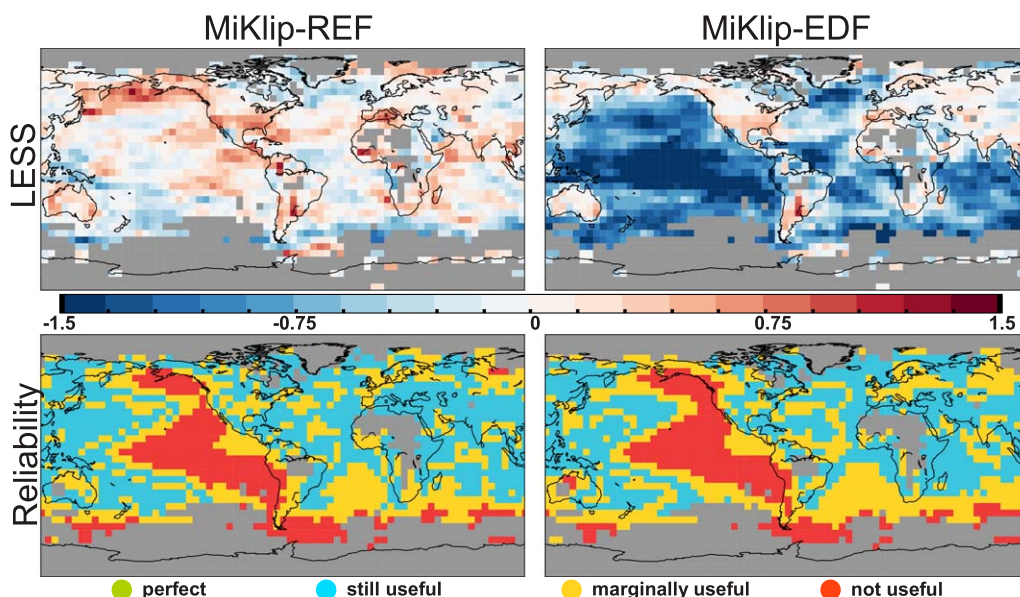 MiKlip-REF MiKlip-EDF
LESS
-1.5 -0.75 0 0.75 1.5
Reliability
perfect still useful marginally useful not useful